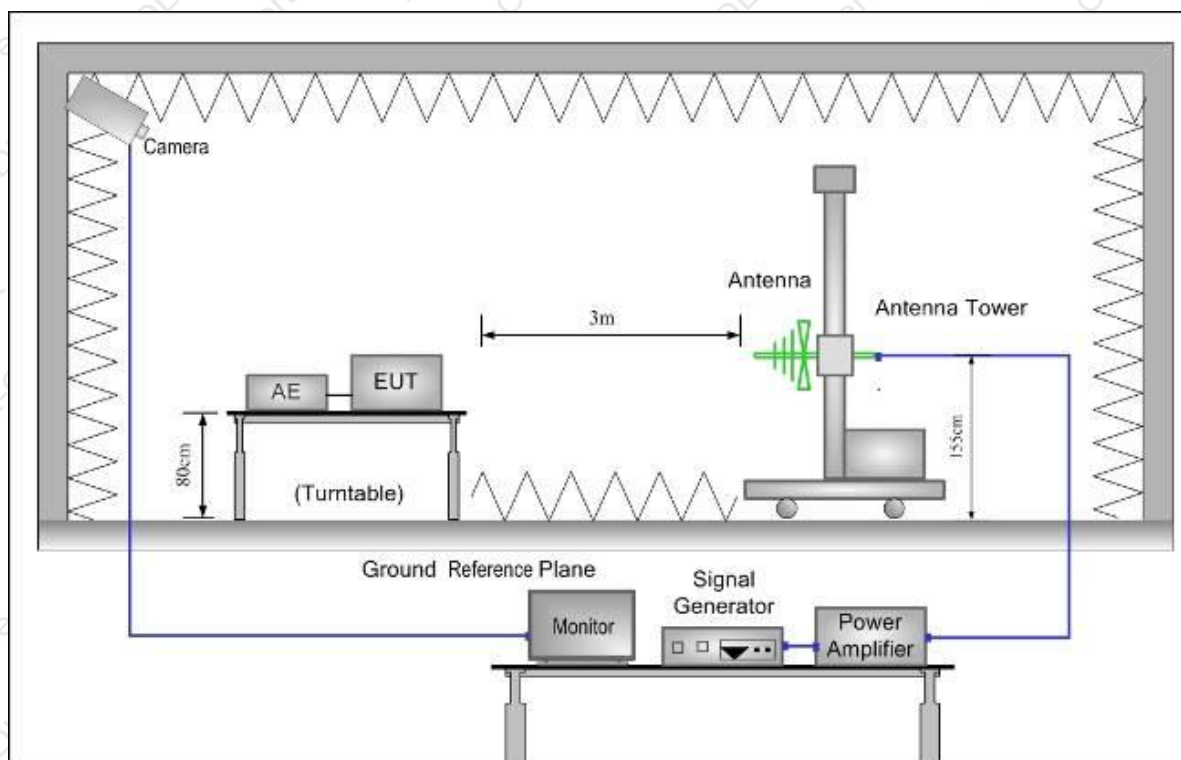 Camera
Antenna
3m
Antenna Tower
AE
EUT
80cm
155cm
(Turntable)
Ground Reference Plane
Signal
Generator
Monitor
Power
Amplifier